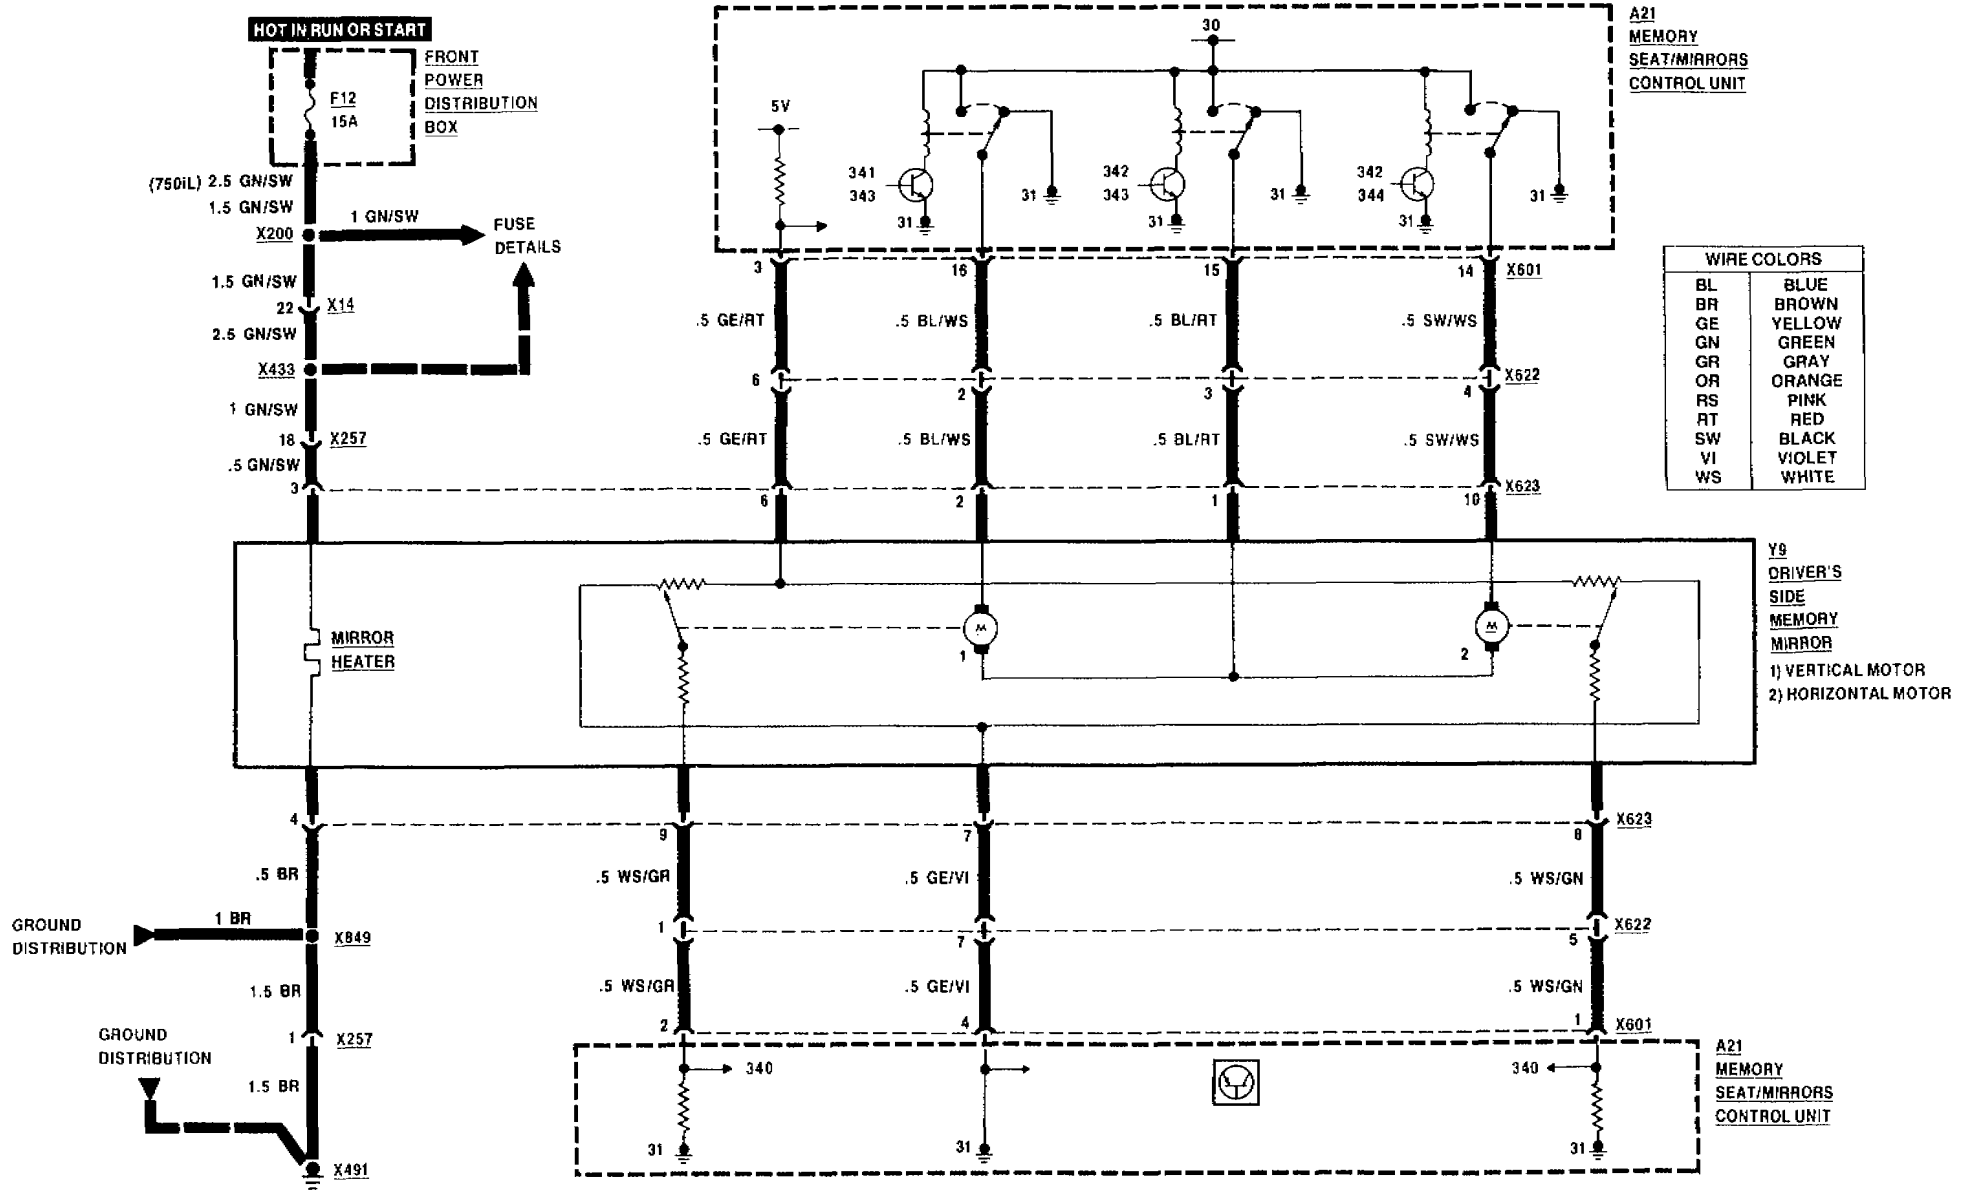 HOT IN RUN OR START
FRONT
POWER
DISTRIBUTION
BOX
F12
15A
(750iL) 2.5 GN/SW
1.5 GN/SW
X200
1 GN/SW
FUSE
DETAILS
1.5 GN/SW
22
X14
2.5 GN/SW
X433
1 GN/SW
18
X257
.5 GN/SW
3
30
5V
341
343
31
31
342
343
31
31
342
344
31
31
A21
MEMORY
SEAT/MIRRORS
CONTROL UNIT
3
16
15
14
X601
.5 GE/RT
.5 BL/WS
.5 BL/RT
.5 SW/WS
6
2
3
4
X622
.5 GE/RT
.5 BL/WS
.5 BL/RT
.5 SW/WS
6
2
1
10
X623
WIRE COLORS
BL BLUE
BR BROWN
GE YELLOW
GN GREEN
GR GRAY
OR ORANGE
RS PINK
RT RED
SW BLACK
VI VIOLET
WS WHITE
MIRROR
HEATER
M
1
M
2
Y9
DRIVER'S
SIDE
MEMORY
MIRROR
1) VERTICAL MOTOR
2) HORIZONTAL MOTOR
4
9
7
8
X623
.5 BR
.5 WS/GR
.5 GE/VI
.5 WS/GN
GROUND
DISTRIBUTION
1 BR
X849
1
7
5
X622
1.5 BR
.5 WS/GR
.5 GE/VI
.5 WS/GN
GROUND
DISTRIBUTION
1
X257
2
4
1
X601
1.5 BR
X491
340
31
31
340
31
A21
MEMORY
SEAT/MIRRORS
CONTROL UNIT